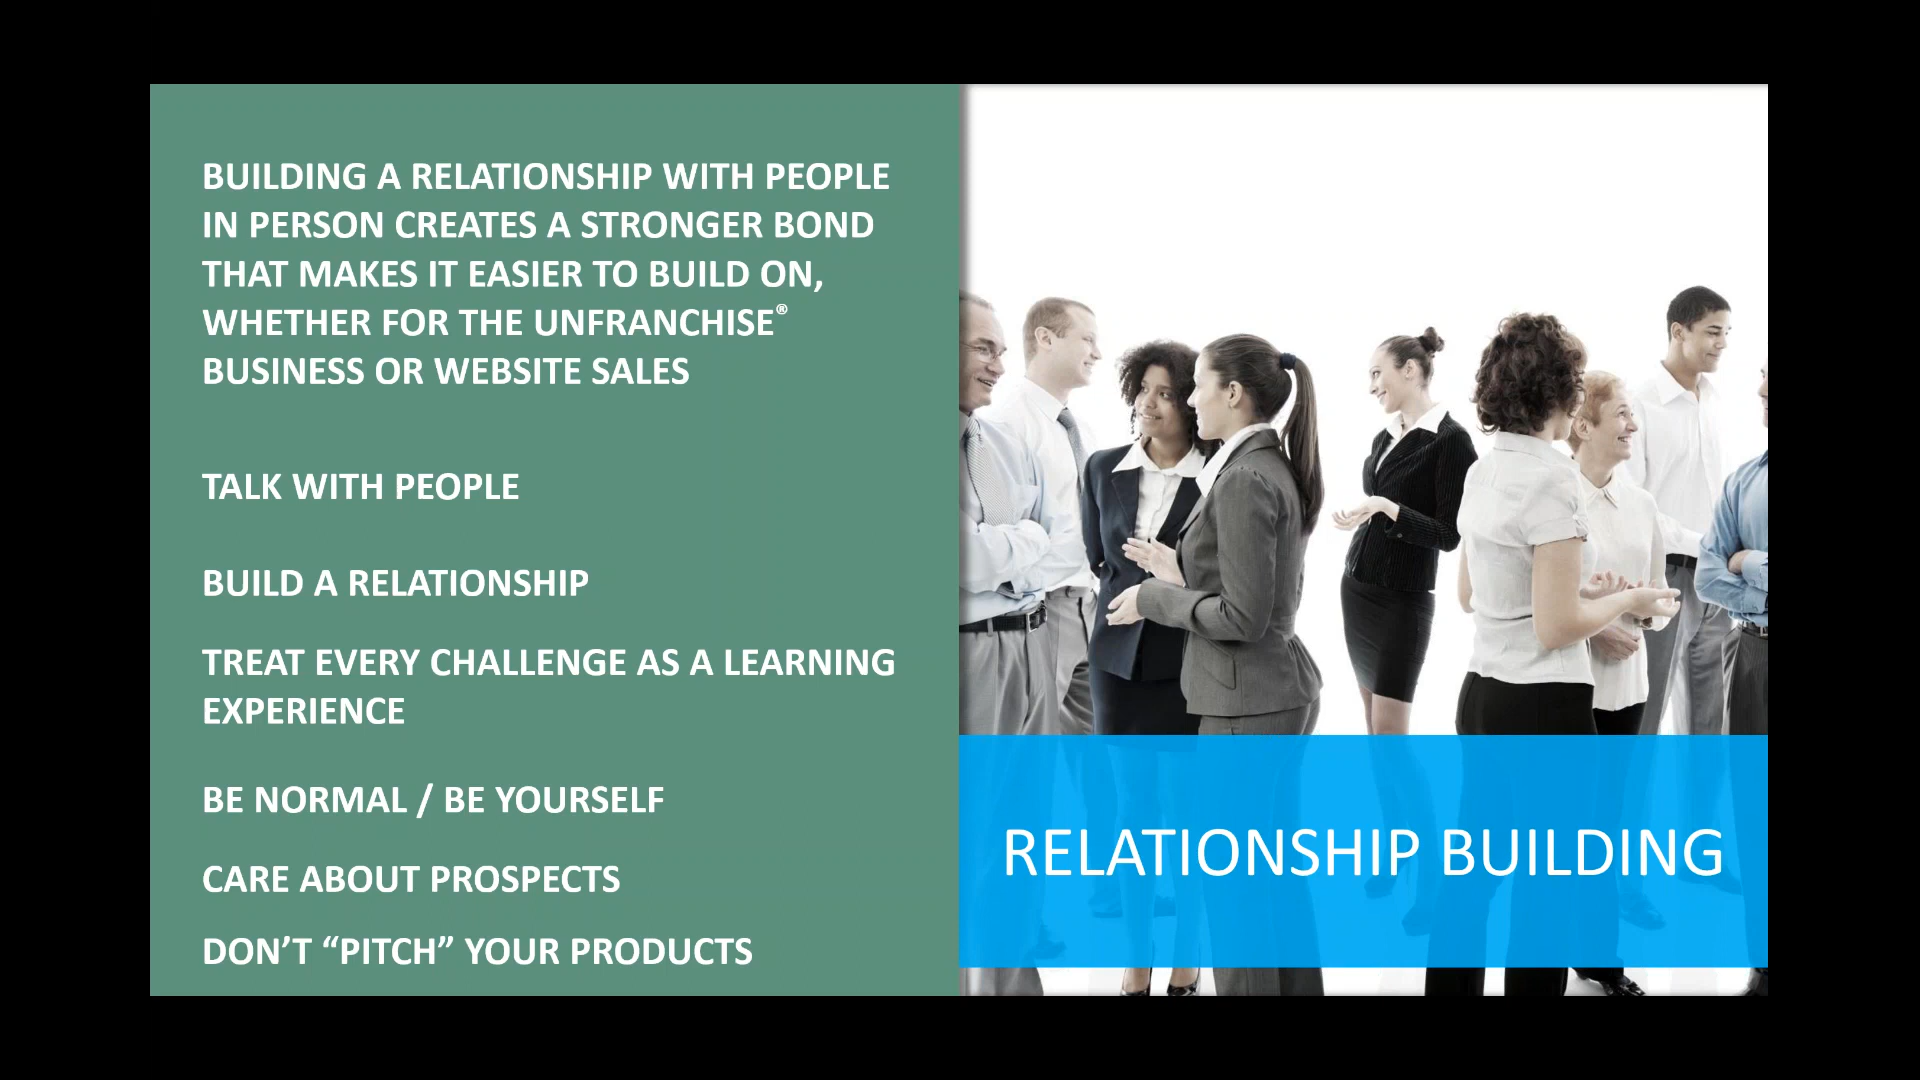 BUILDING A RELATIONSHIP WITH PEOPLE
IN PERSON CREATES A STRONGER BOND
THAT MAKES IT EASIER TO BUILD ON,
WHETHER FOR THE UNFRANCHISE®
BUSINESS OR WEBSITE SALES
TALK WITH PEOPLE
BUILD A RELATIONSHIP
TREAT EVERY CHALLENGE AS A LEARNING
EXPERIENCE
BE NORMAL / BE YOURSELF
CARE ABOUT PROSPECTS
DON’T “PITCH” YOUR PRODUCTS
RELATIONSHIP BUILDING